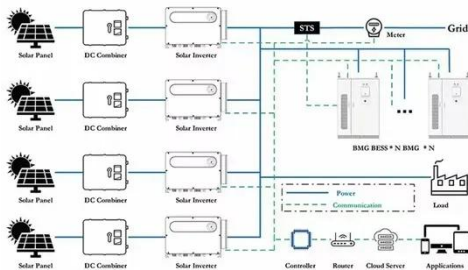 STS
Meter
Grid
Solar Panel
DC Combiner
Solar Inverter
Solar Panel
DC Combiner
Solar Inverter
BMG BESS * N BMG * N
Solar Panel
DC Combiner
Solar Inverter
Power
Communication
Load
Solar Panel
DC Combiner
Solar Inverter
Controller
Router
Cloud Server
Applications